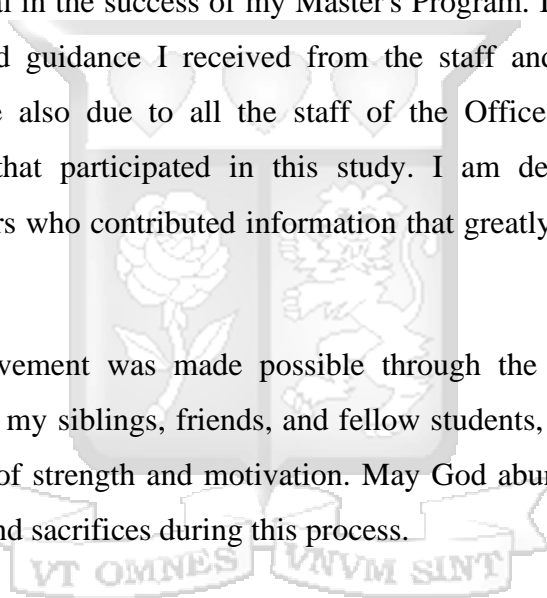 al in the success of my Master's Program. I
d guidance I received from the staff and
e also due to all the staff of the Office
that participated in this study. I am de
rs who contributed information that greatly
vement was made possible through the
my siblings, friends, and fellow students,
of strength and motivation. May God abun
nd sacrifices during this process.
VT OMNES VNVM SINT